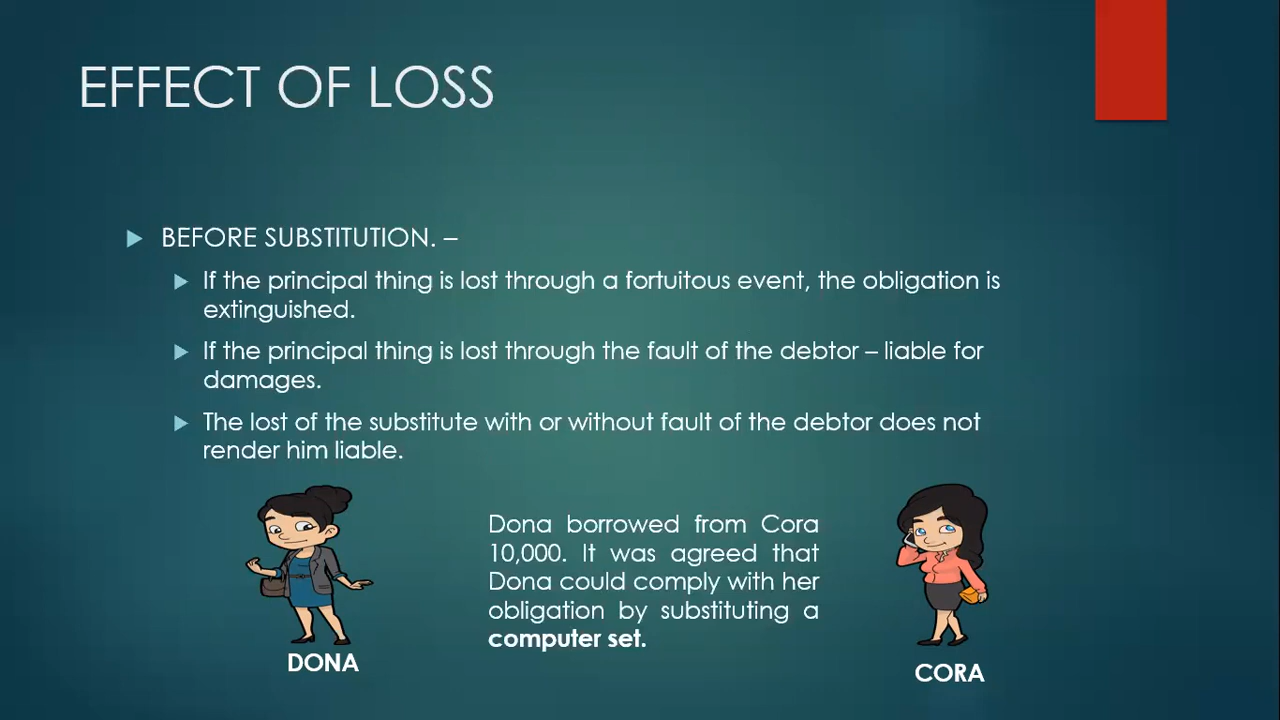 EFFECT OF LOSS
BEFORE SUBSTITUTION. –
If the principal thing is lost through a fortuitous event, the obligation is
extinguished.
If the principal thing is lost through the fault of the debtor – liable for
damages.
The lost of the substitute with or without fault of the debtor does not
render him liable.
Dona borrowed from Cora
10,000. It was agreed that
Dona could comply with her
obligation by substituting a
computer set.
DONA
CORA